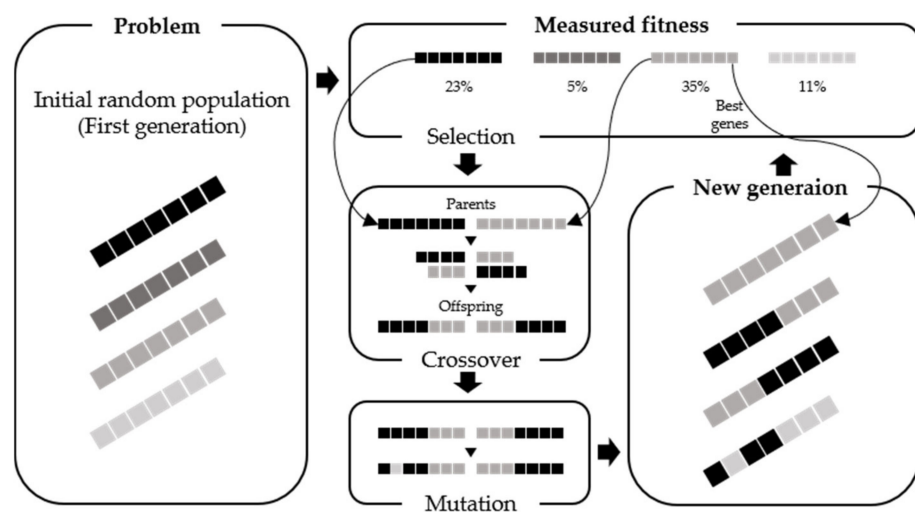 Problem
Initial random population
(First generation)
Measured fitness
23%
5%
35%
11%
Best
genes
Selection
Parents
Offspring
Crossover
Mutation
New generaion